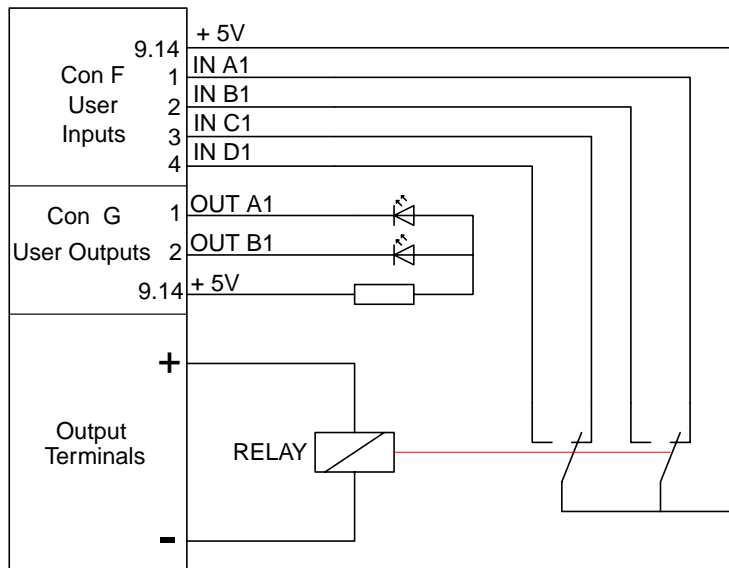 + 5V
9.14
IN A1
Con F
1
User
IN B1
2
Inputs
IN C1
3
IN D1
4
Con G
1
OUT A1
User Outputs
2
OUT B1
9.14
+ 5V
+
Output
Terminals
RELAY
-